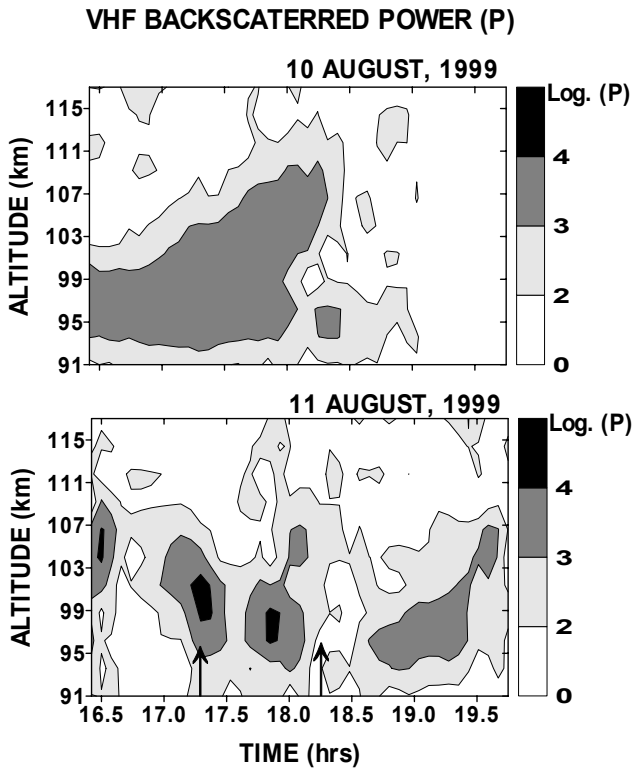 VHF BACKSCATERRED POWER (P)
10 AUGUST, 1999
Log. (P)
115
111
107
103
99
95
91
ALTITUDE (km)
4
3
2
0
11 AUGUST, 1999
Log. (P)
115
111
107
103
99
95
91
ALTITUDE (km)
4
3
2
0
16.5 17.0 17.5 18.0 18.5 19.0 19.5
TIME (hrs)